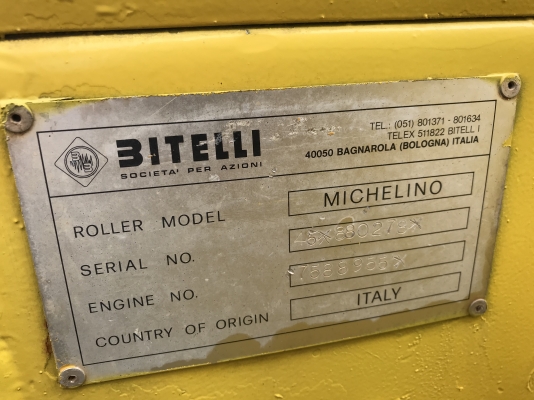 BITELLI
SOCIETA' PER AZIONI
TEL.: (051) 801371 - 801634
TELEX 511822 BITELL I
40050 BAGNAROLA (BOLOGNA) ITALIA
ROLLER MODEL MICHELINO
SERIAL NO.
ENGINE NO.
COUNTRY OF ORIGIN ITALY